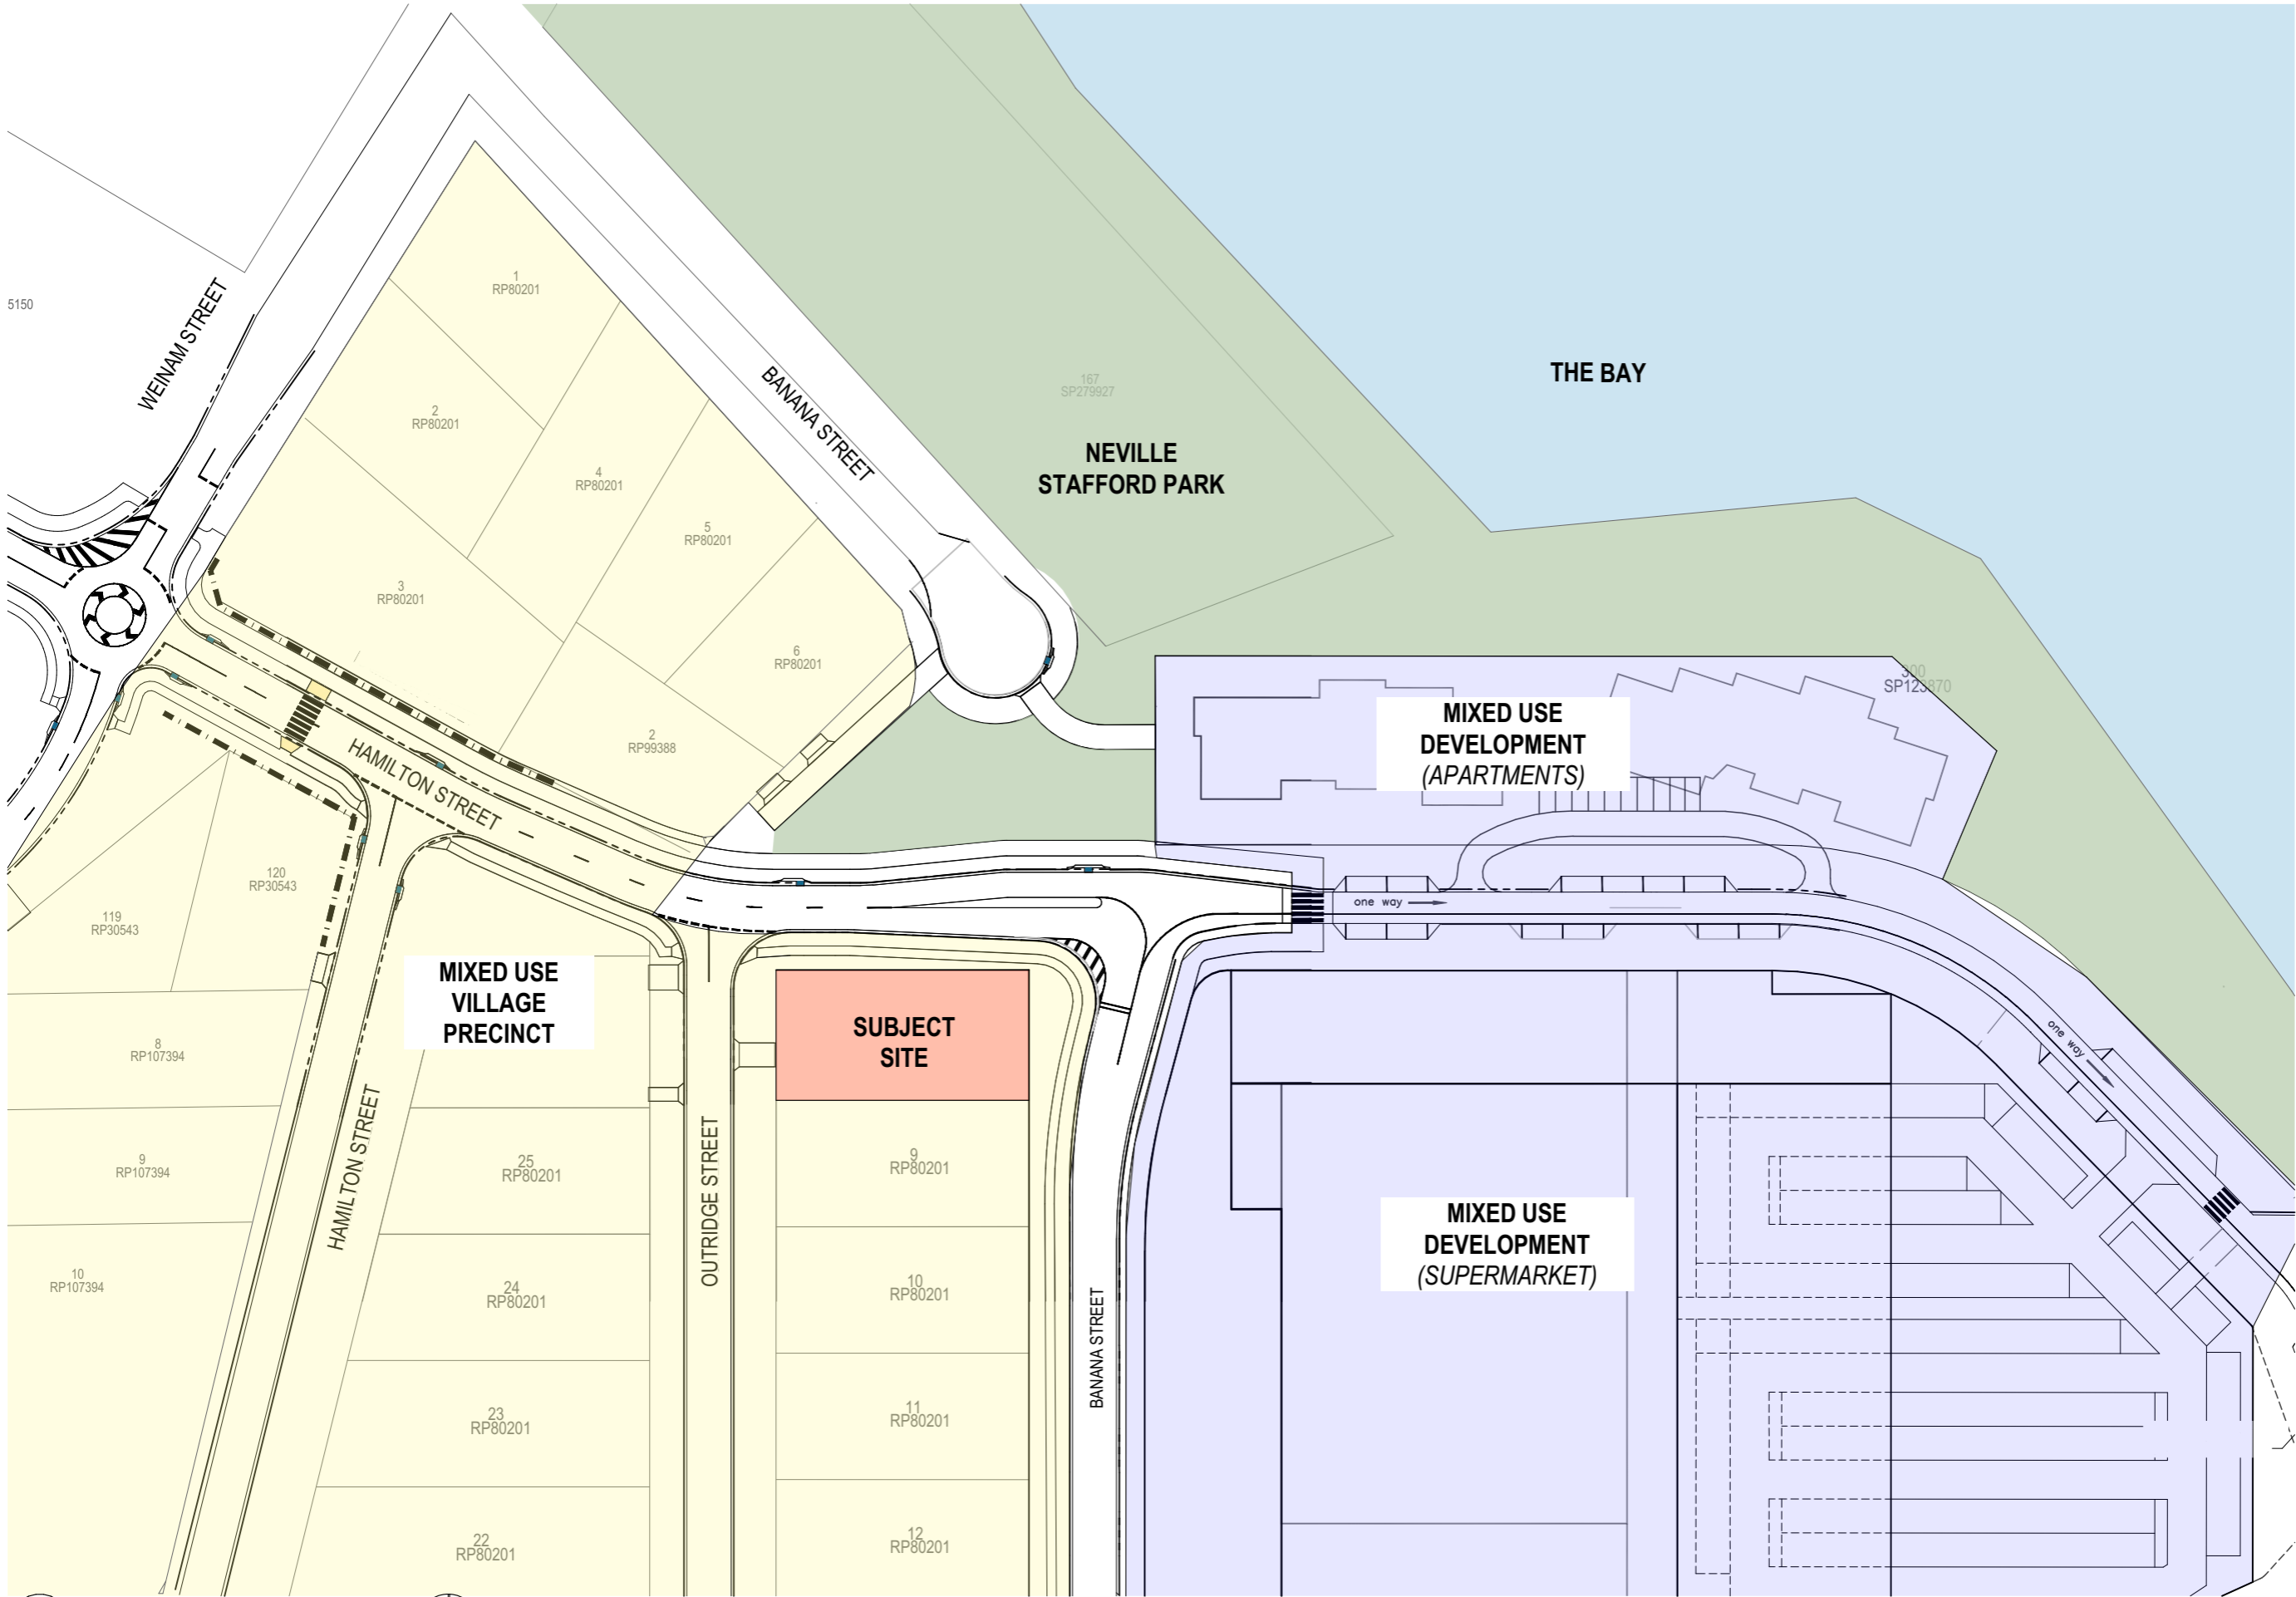 5150
WEINAM STREET
1
RP80201
2
RP80201
3
RP80201
4
RP80201
5
RP80201
6
RP80201
2
RP99388
BANANA STREET
167
SP279927
NEVILLE
STAFFORD PARK
THE BAY
300
SP123870
MIXED USE
DEVELOPMENT
(APARTMENTS)
HAMILTON STREET
120
RP30543
119
RP30543
8
RP107394
9
RP107394
10
RP107394
HAMILTON STREET
MIXED USE
VILLAGE
PRECINCT
25
RP80201
24
RP80201
23
RP80201
22
RP80201
OUTRIDGE STREET
SUBJECT
SITE
9
RP80201
10
RP80201
11
RP80201
12
RP80201
BANANA STREET
one way
one way
MIXED USE
DEVELOPMENT
(SUPERMARKET)